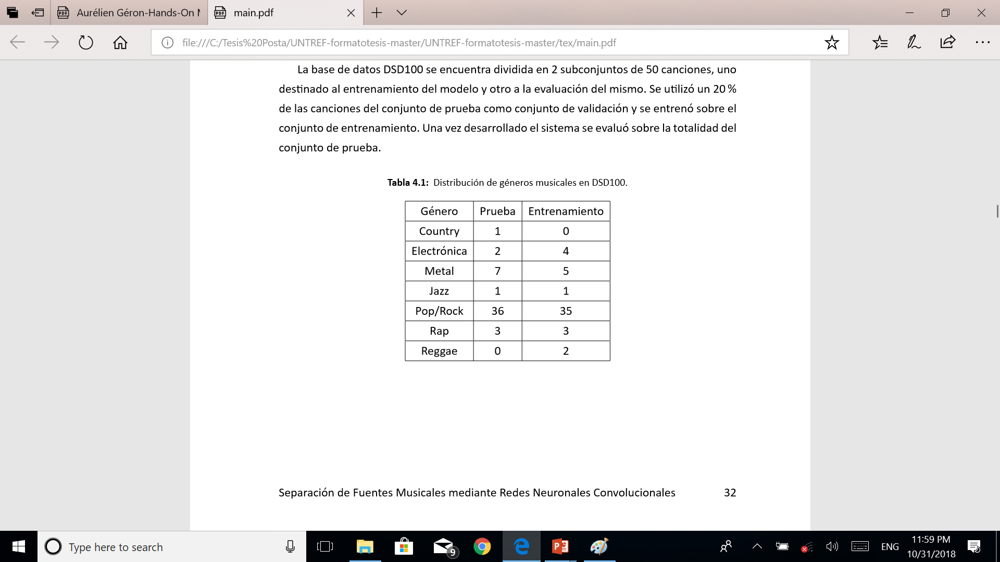 Aurélien Géron-Hands-On M
main.pdf
file:///C:/Tesis%20Posta/UNTREF-formatotesis-master/UNTREF-formatotesis-master/tex/main.pdf
La base de datos DSD100 se encuentra dividida en 2 subconjuntos de 50 canciones, uno
destinado al entrenamiento del modelo y otro a la evaluación del mismo. Se utilizó un 20 %
de las canciones del conjunto de prueba como conjunto de validación y se entrenó sobre el
conjunto de entrenamiento. Una vez desarrollado el sistema se evaluó sobre la totalidad del
conjunto de prueba.
Tabla 4.1: Distribución de géneros musicales en DSD100.
Género Prueba Entrenamiento
Country 1 0
Electrónica 2 4
Metal 7 5
Jazz 1 1
Pop/Rock 36 35
Rap 3 3
Reggae 0 2
Separación de Fuentes Musicales mediante Redes Neuronales Convolucionales 32
Type here to search
9
ENG
11:59 PM
10/31/2018